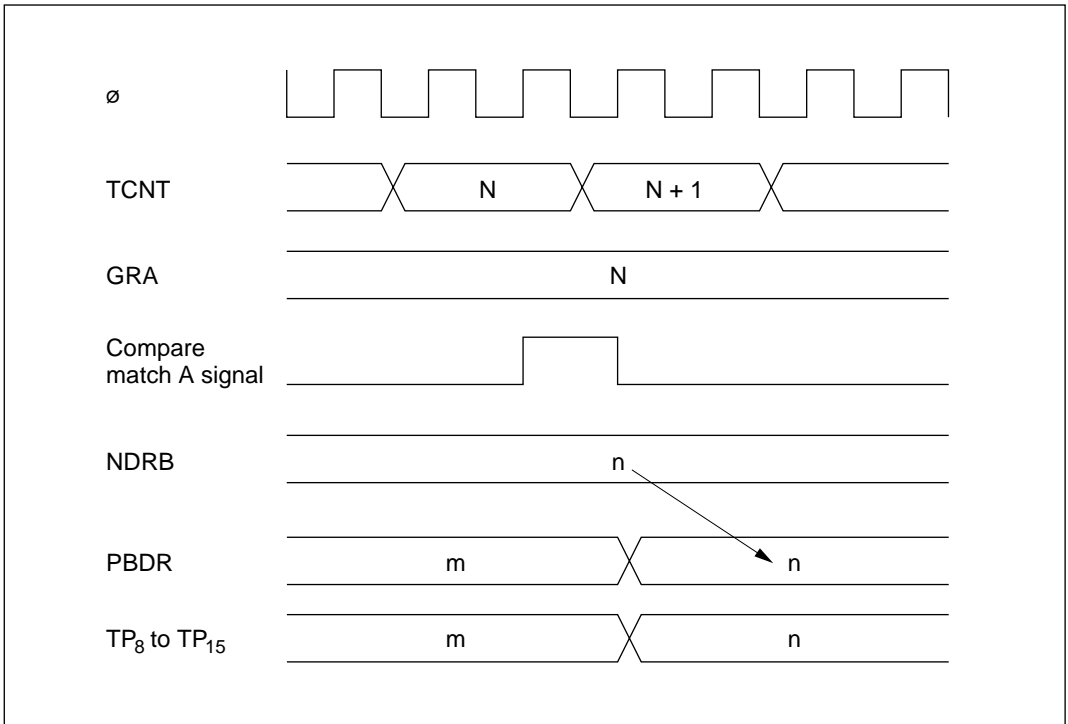 ø
TCNT N N + 1
GRA N
Compare
match A signal
NDRB n
PBDR m n
TP8 to TP15 m n